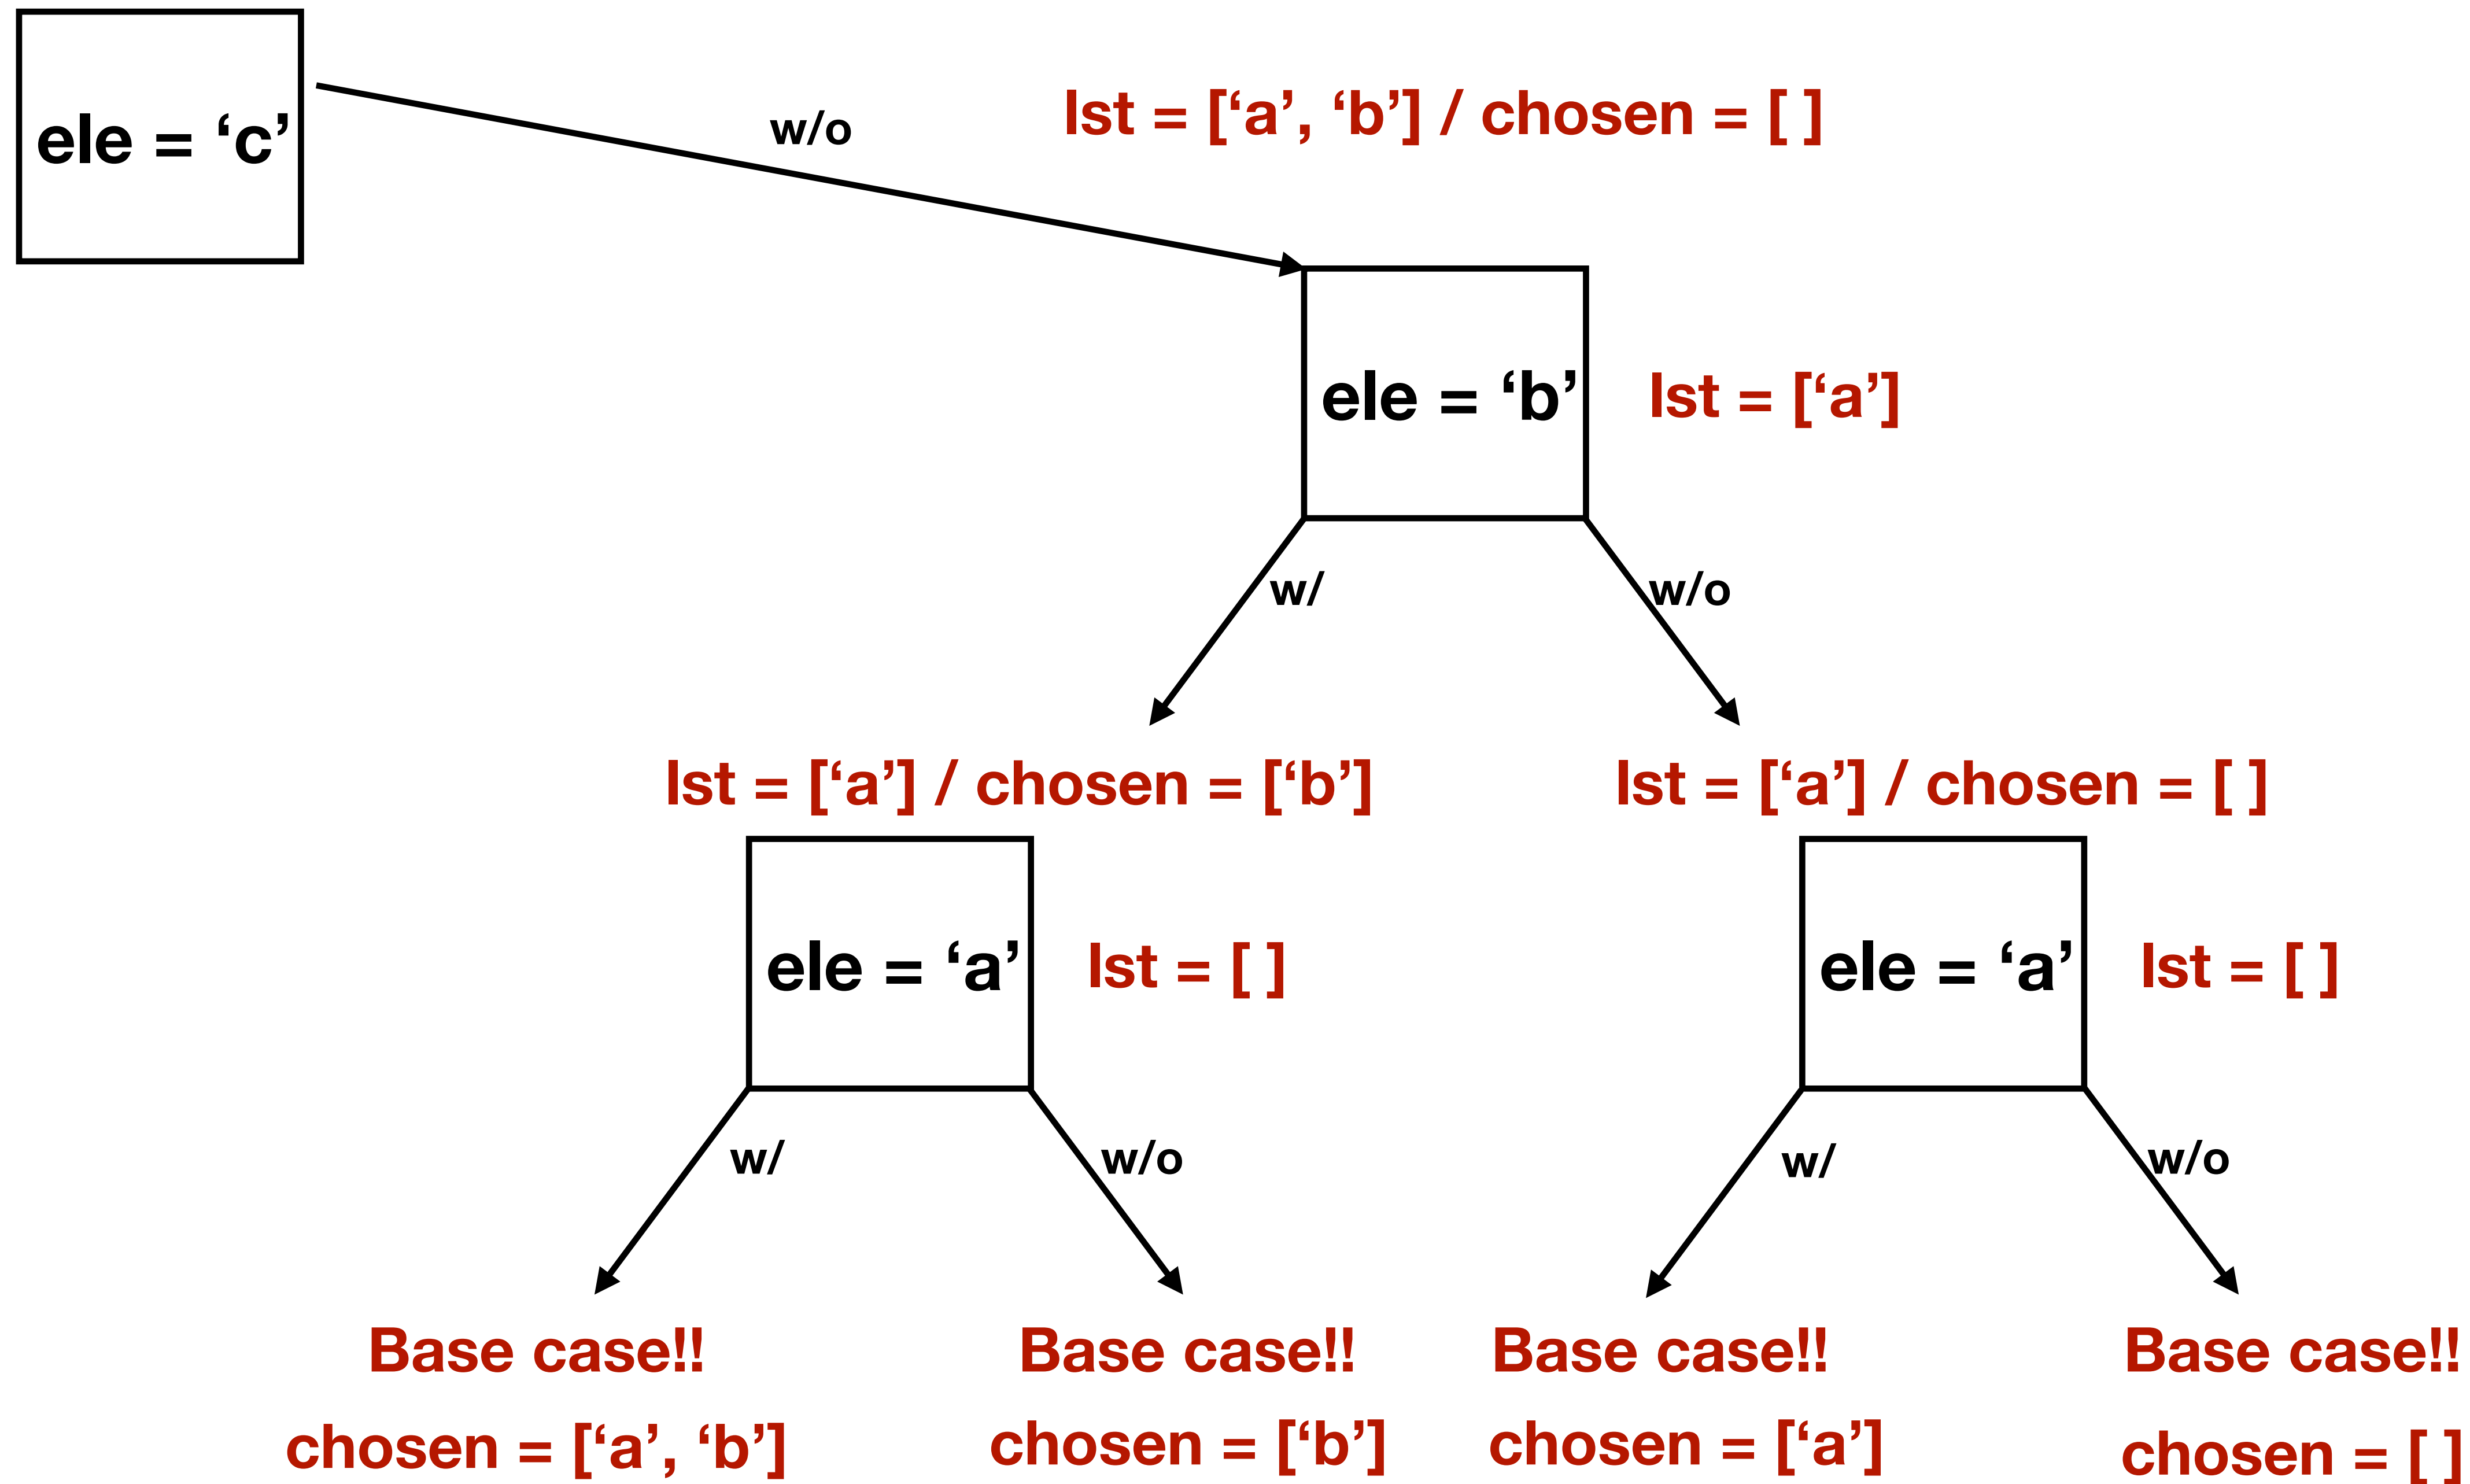 ele = ‘c’
w/o
lst = [‘a’, ‘b’] / chosen = [ ]
ele = ‘b’
lst = [‘a’]
w/
w/o
lst = [‘a’] / chosen = [‘b’]
lst = [‘a’] / chosen = [ ]
ele = ‘a’
lst = [ ]
ele = ‘a’
lst = [ ]
w/
w/o
w/
w/o
Base case!!
chosen = [‘a’, ‘b’]
Base case!!
chosen = [‘b’]
Base case!!
chosen = [‘a’]
Base case!!
chosen = [ ]